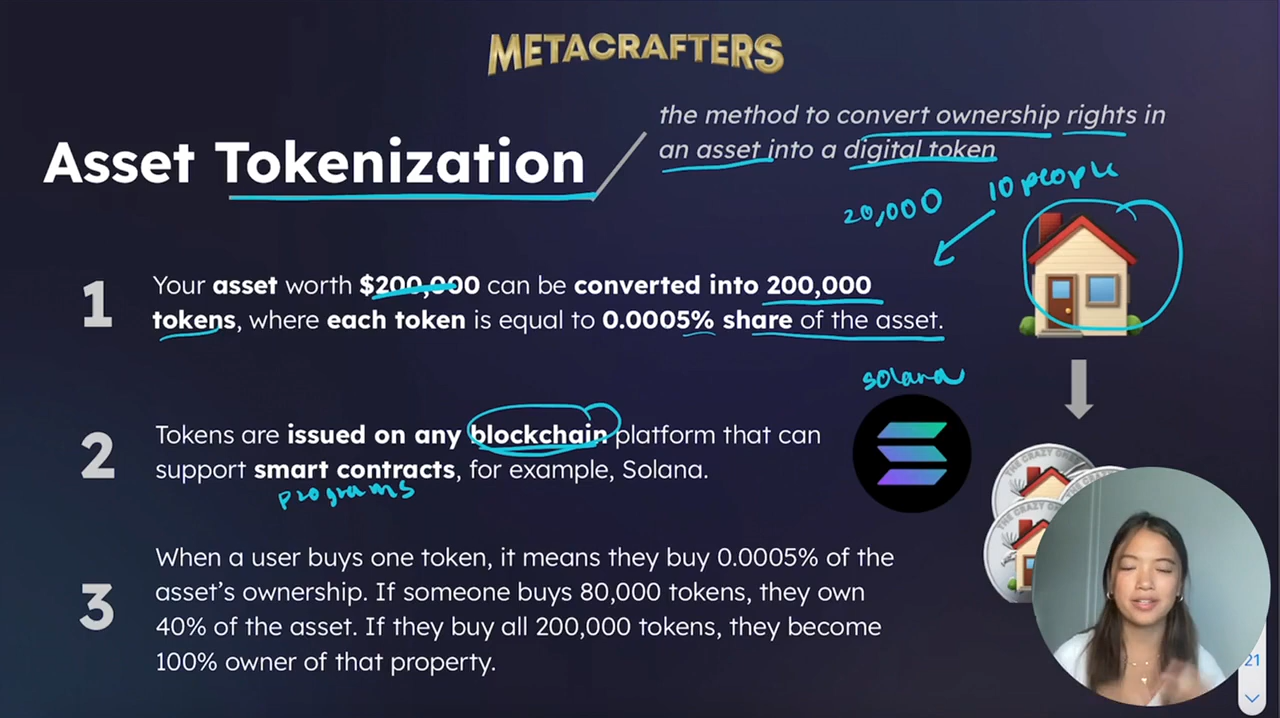 METACRAFTERS
Asset Tokenization
the method to convert ownership rights in
an asset into a digital token
10 people
20,000
1
Your asset worth $200,000 can be converted into 200,000
tokens, where each token is equal to 0.0005% share of the asset.
solana
2
Tokens are issued on any blockchain platform that can
support smart contracts, for example, Solana.
programs
THE CRAZY
THE CRAZY
3
When a user buys one token, it means they buy 0.0005% of the
asset's ownership. If someone buys 80,000 tokens, they own
40% of the asset. If they buy all 200,000 tokens, they become
100% owner of that property.
21